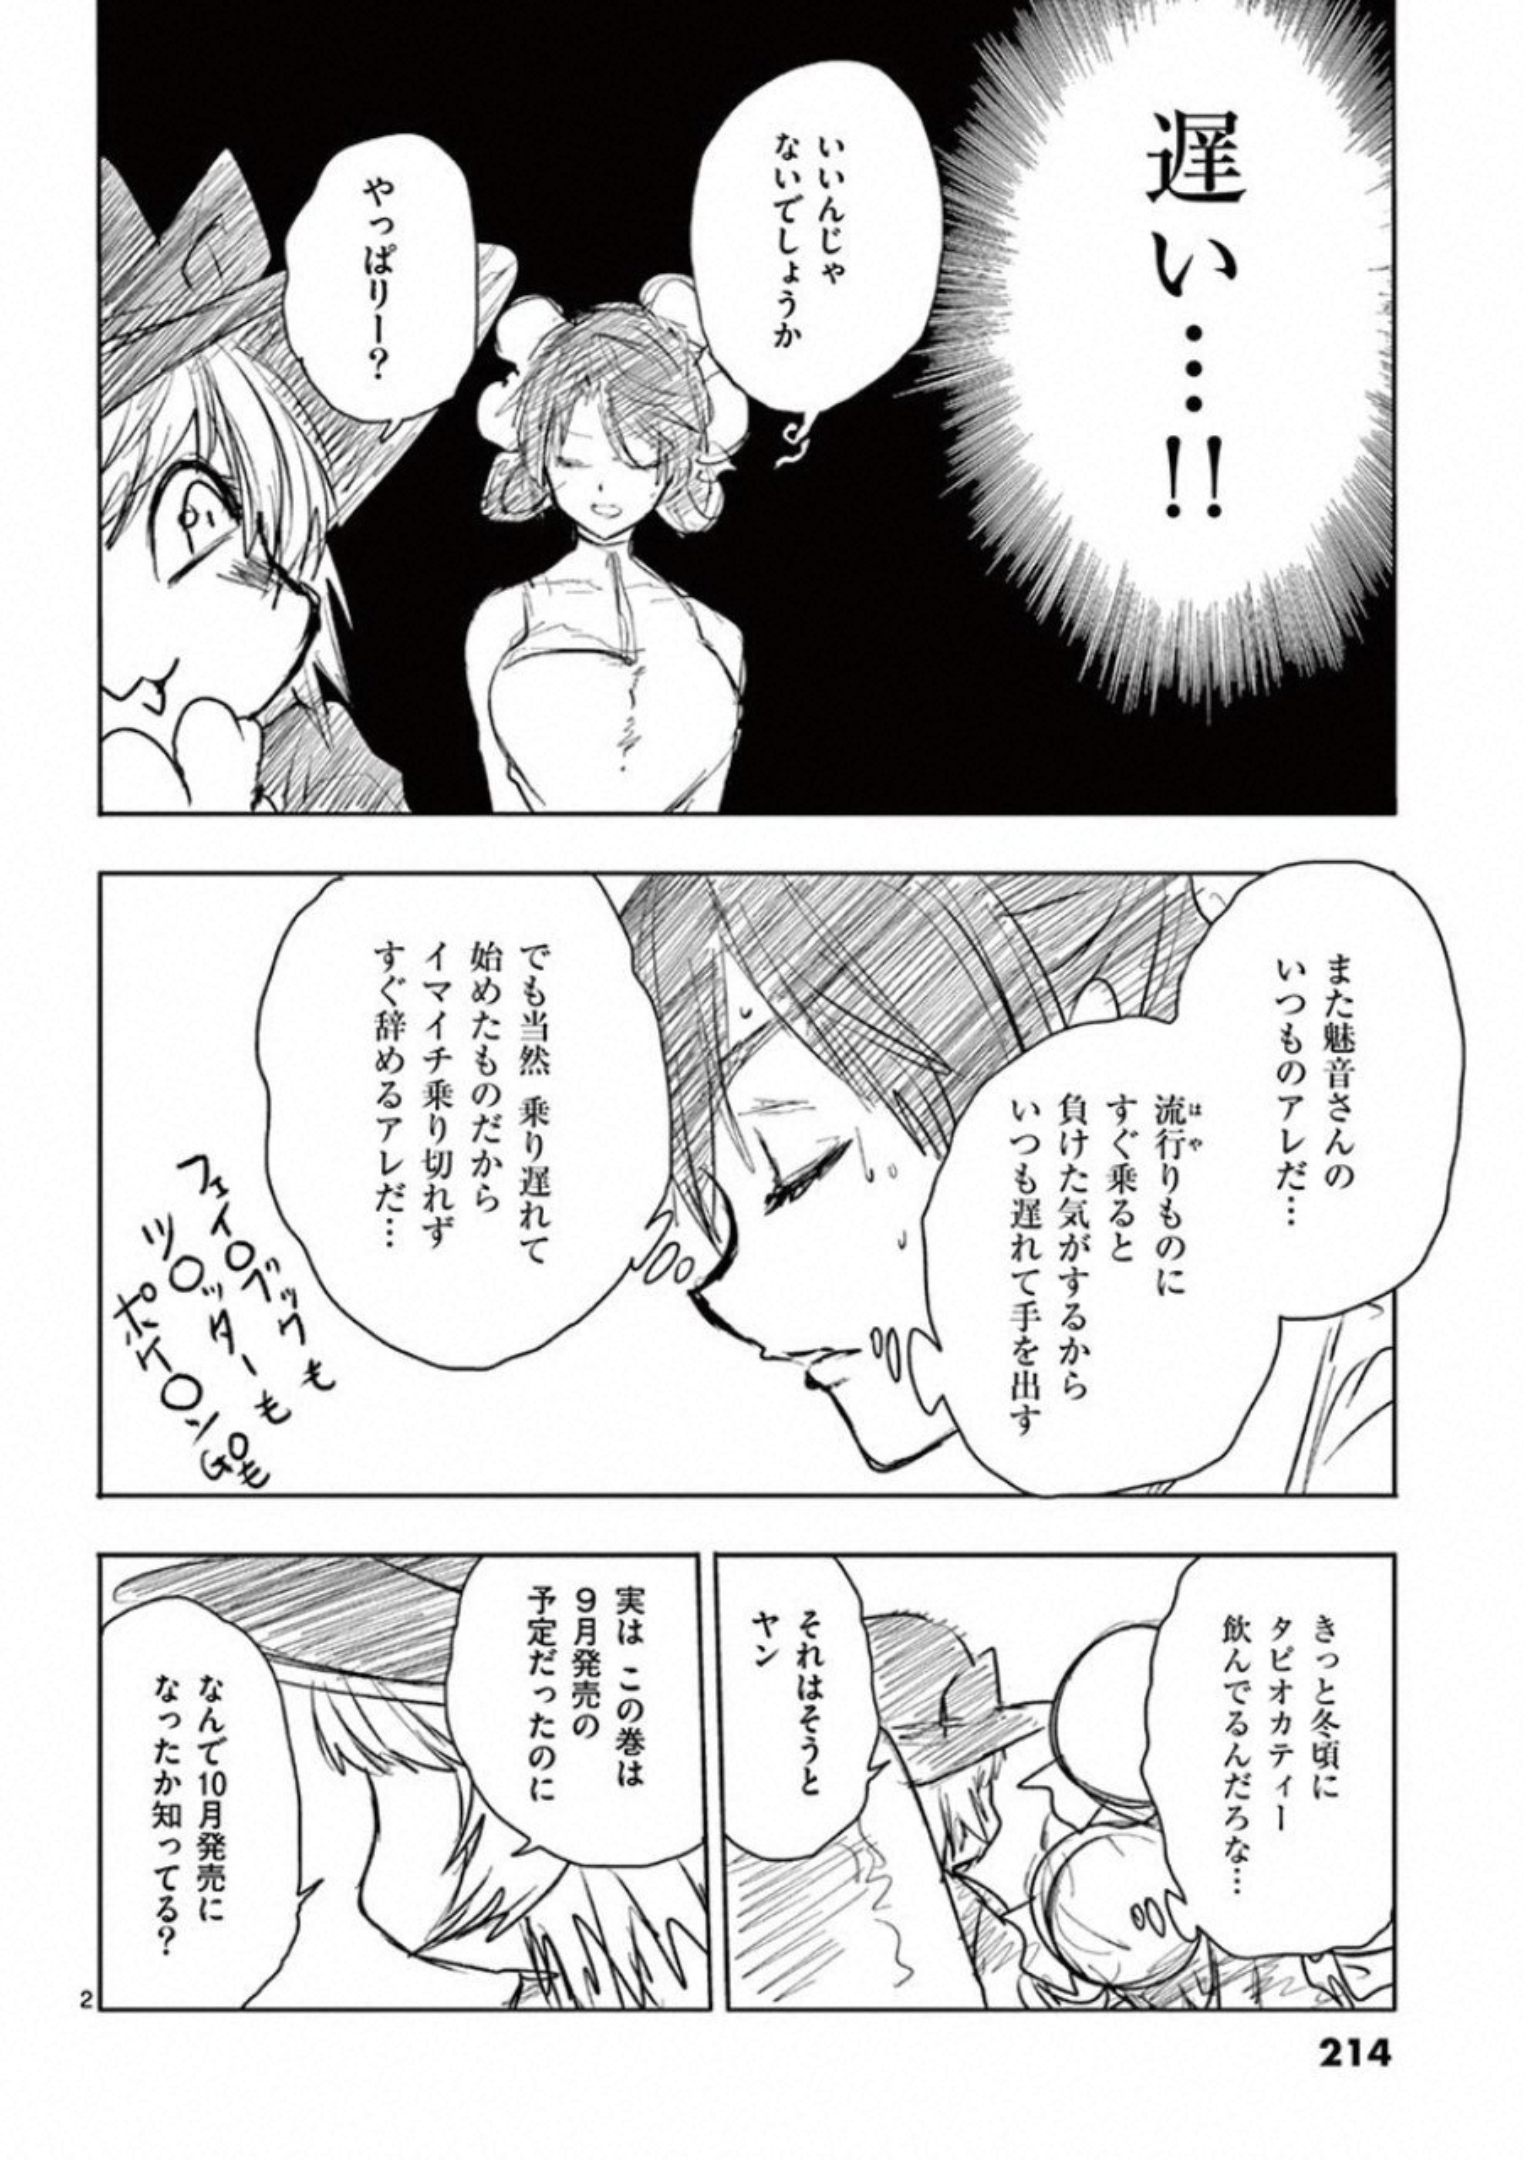 遅い…!!
いいんじゃ
ないでしょうか
やっぱりー？
また魅音さんの
いつものアレだ…
流行りものに
はや
すぐ乗ると
負けた気がするから
いつも遅れて手を出す
でも当然 乗り遅れて
始めたものだから
イマイチ乗り切れず
すぐ辞めるアレだ…
フェイ○ブックも
ツ○ッターも
ポケ○ンGOも
きっと冬頃に
タピオカティー
飲んでるんだろな…
それはそうと
ヤン
実は この巻は
9月発売の
予定だったのに
なんで10月発売に
なったか知ってる？
2
214